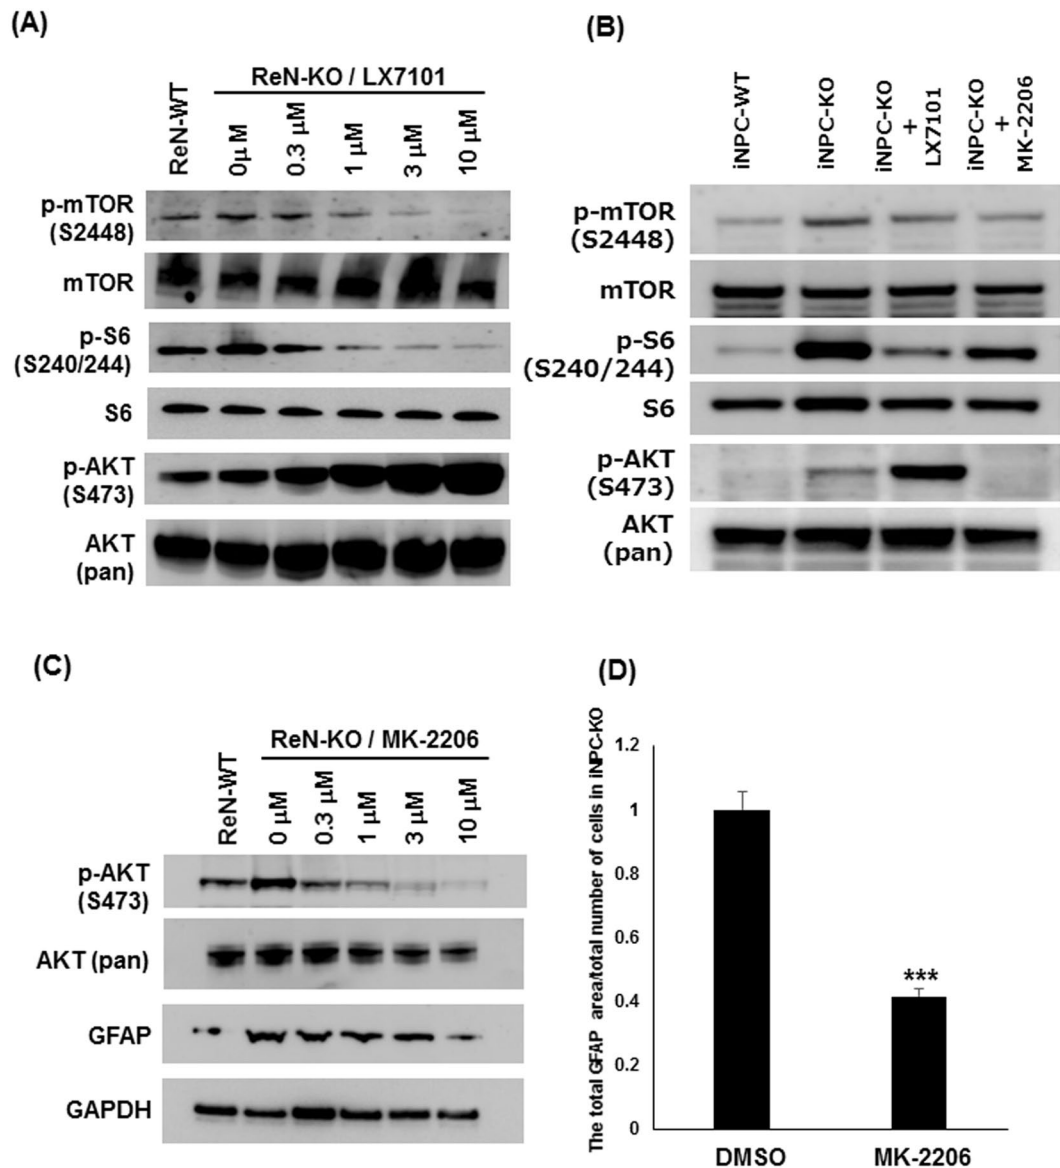 (A)
ReN-KO / LX7101
ReN-WT
0μM
0.3 μM
1 μM
3 μM
10 μM
p-mTOR
(S2448)
mTOR
p-S6
(S240/244)
S6
p-AKT
(S473)
AKT
(pan)
(B)
iNPC-WT
iNPC-KO
iNPC-KO
+
LX7101
iNPC-KO
+
MK-2206
p-mTOR
(S2448)
mTOR
p-S6
(S240/244)
S6
p-AKT
(S473)
AKT
(pan)
(C)
ReN-KO / MK-2206
ReN-WT
0 μM
0.3 μM
1 μM
3 μM
10 μM
p-AKT
(S473)
AKT (pan)
GFAP
GAPDH
(D)
The total GFAP area/total number of cells in iNPC-KO
1.2
1
0.8
0.6
0.4
0.2
0
***
DMSO
MK-2206